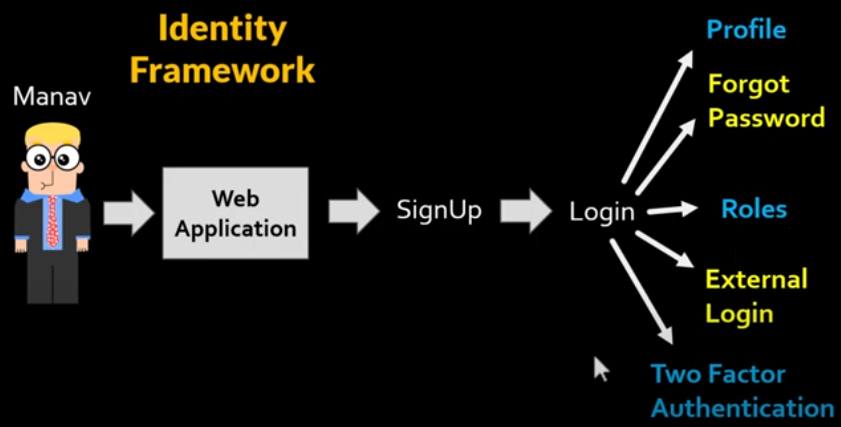 Identity
Framework
Manav
Web
Application
SignUp
Login
Profile
Forgot
Password
Roles
External
Login
Two Factor
Authentication